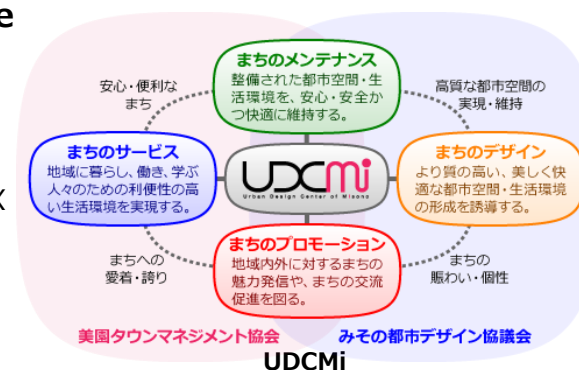 e
まちのメンテナンス
整備された都市空間・生
活環境を、安心・安全か
つ快適に維持する。
安心・便利な
まち
高質な都市空間の
実現・維持
まちのサービス
地域に暮らし、働き、学ぶ
人々のための利便性の高
い生活環境を実現する。
UDCMi
Urban Design Center of Misono
まちのデザイン
より質の高い、美しく快
適な都市空間・生活環境
の形成を誘導する。
X
まちのプロモーション
地域内外に対するまちの
魅力発信や、まちの交流
促進を図る。
まちへの
愛着・誇り
まちの
賑わい・個性
美園タウンマネジメント協会
みその都市デザイン協議会
UDCMi